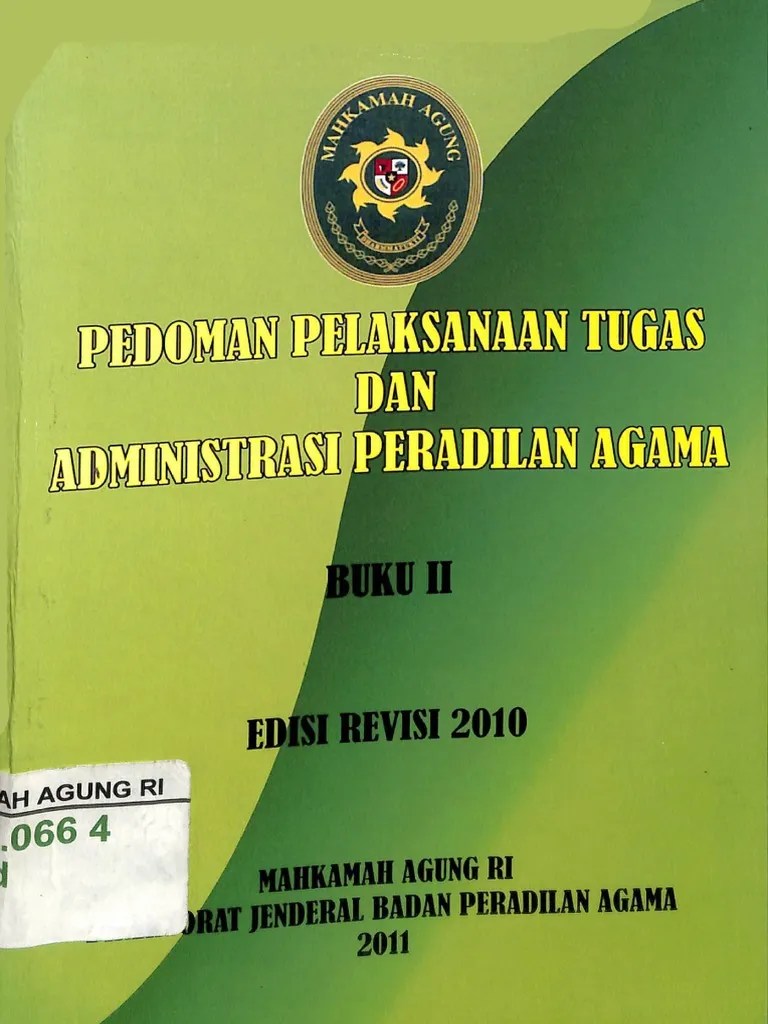 MAHKAMAH AGUNG
DHARMMAYUKTI
PEDOMAN PELAKSANAAN TUGAS
DAN
ADMINISTRASI PERADILAN AGAMA
BUKU II
EDISI REVISI 2010
AH AGUNG RI
.066 4
d
MAHKAMAH AGUNG RI
ORAT JENDERAL BADAN PERADILAN AGAMA
2011